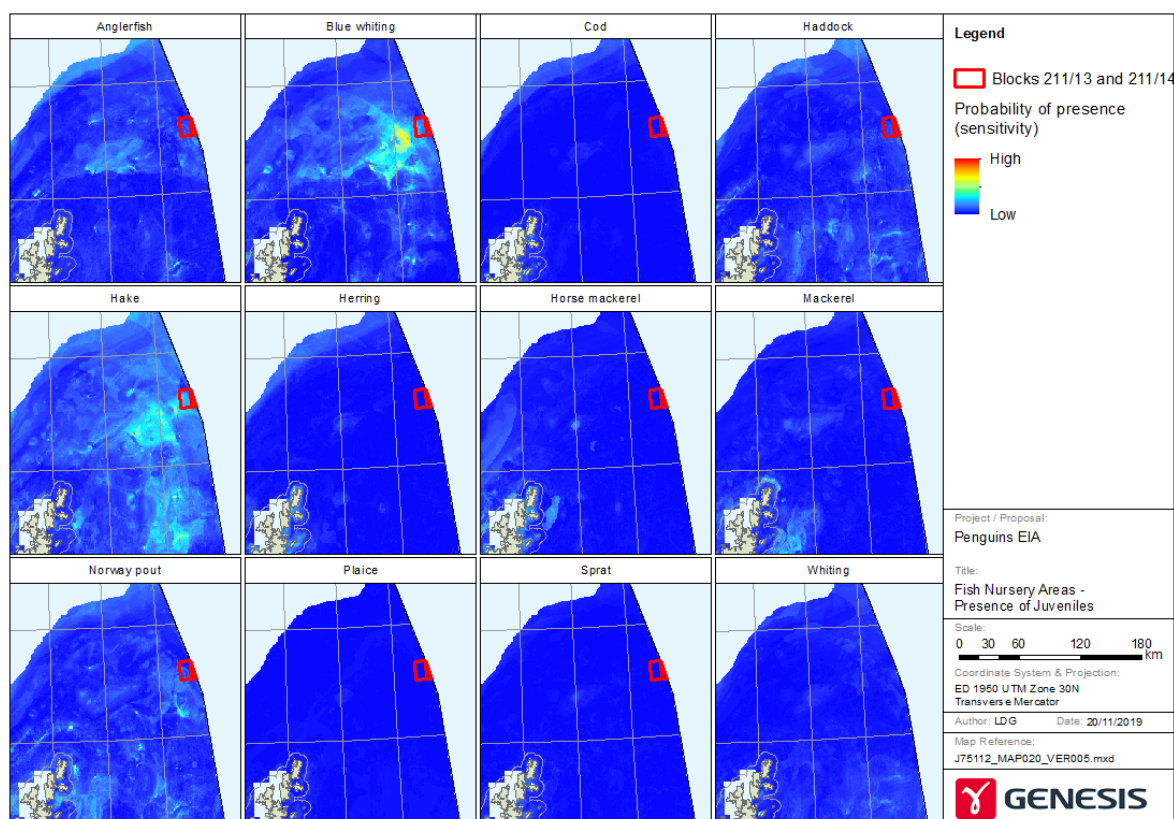 Anglerfish
Blue whiting
Cod
Haddock
Hake
Herring
Horse mackerel
Mackerel
Norway pout
Plaice
Sprat
Whiting
Legend
Blocks 211/13 and 211/14
Probability of presence
(sensitivity)
High
Low
Project / Proposal:
Penguins EIA
Title:
Fish Nursery Areas -
Presence of Juveniles
Scale:
0 30 60 120 180
km
Coordinate System & Projection:
ED 1950 UTM Zone 30N
Transverse Mercator
Author: LDG Date: 20/11/2019
Map Reference:
J75112_MAP020_VER005.mxd
GENESIS